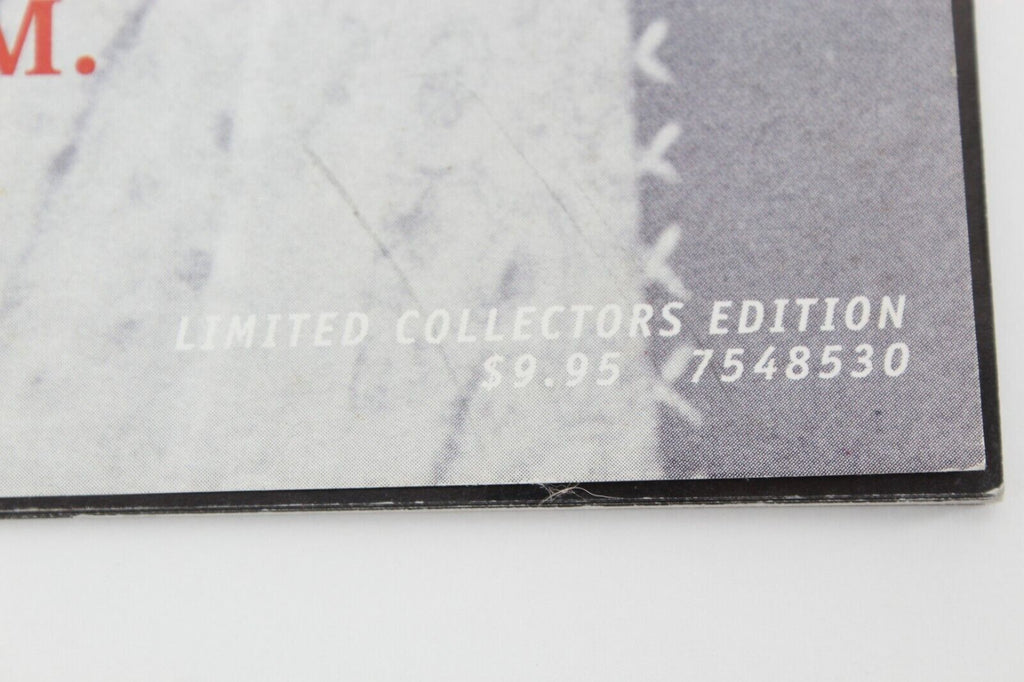 M.
LIMITED COLLECTORS EDITION
$9.95 7548530